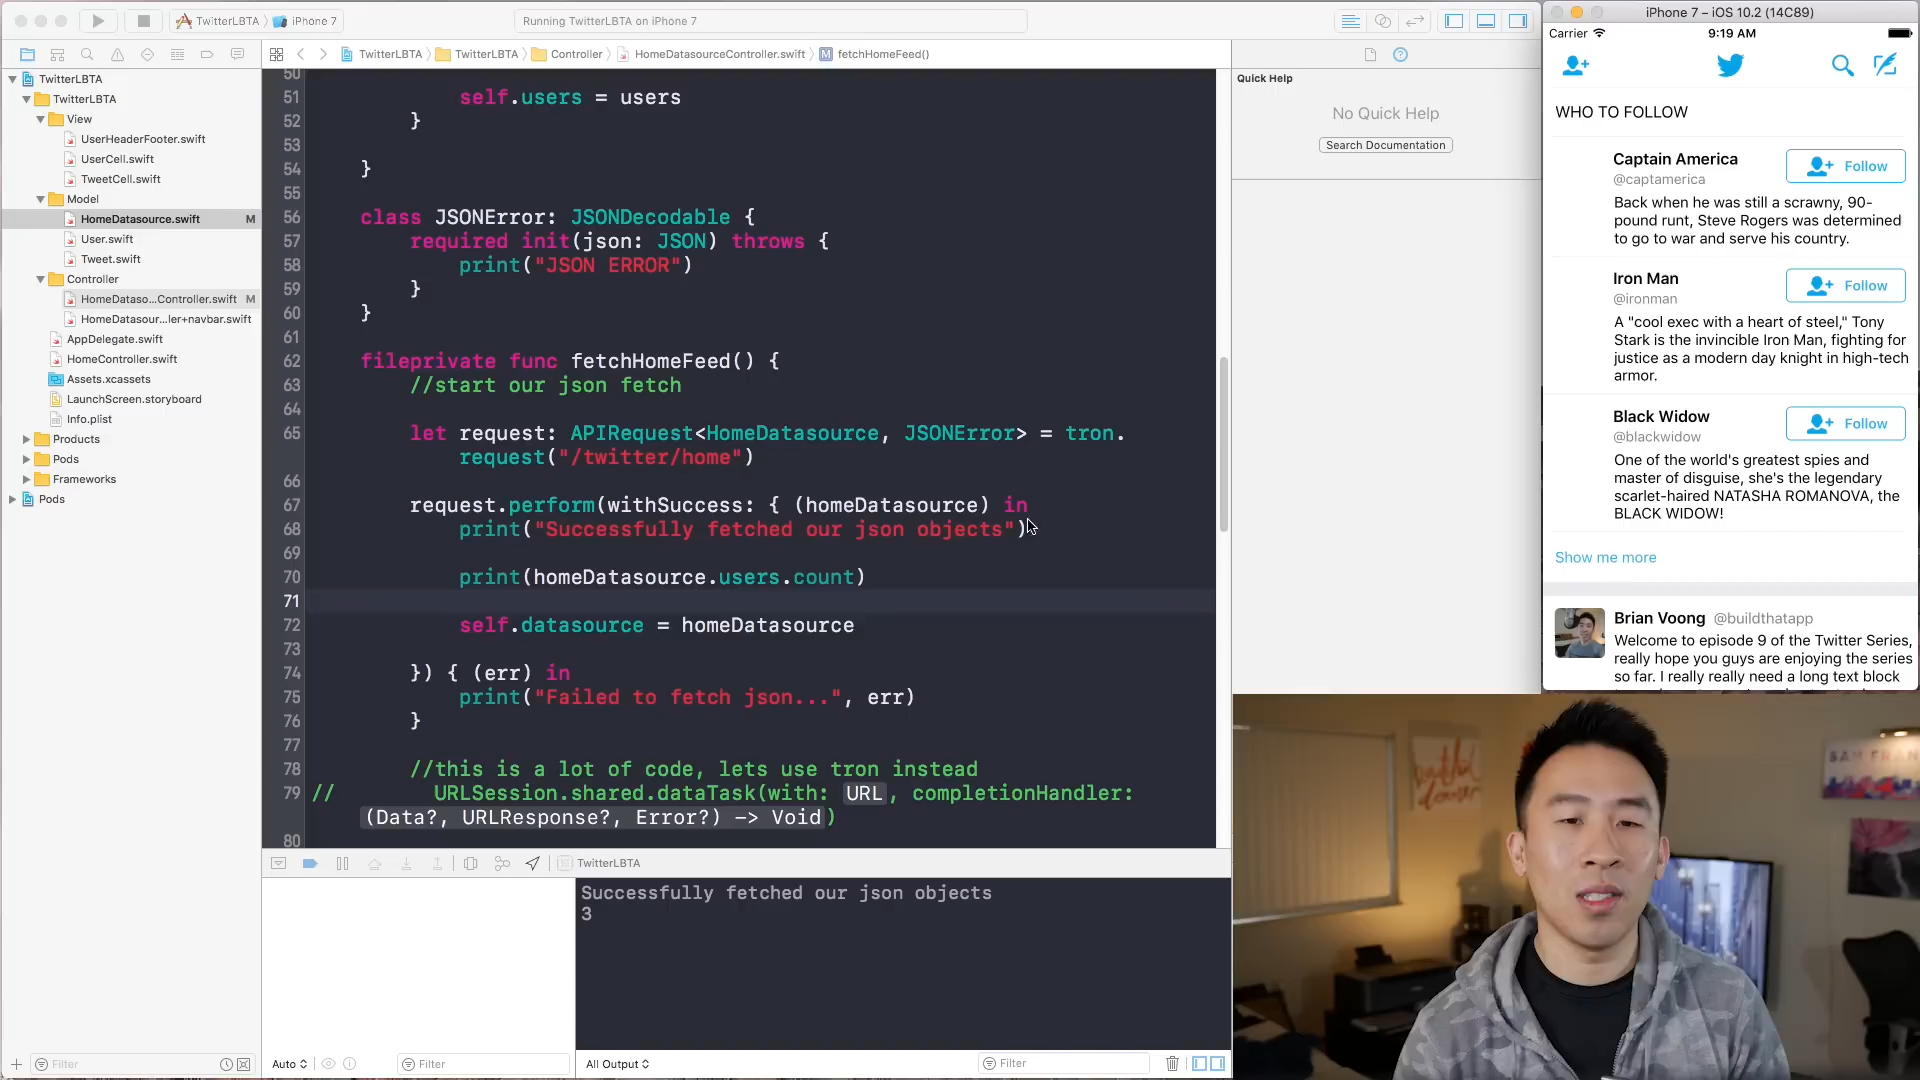 TwitterLBTA
iPhone 7
Running TwitterLBTA on iPhone 7
TwitterLBTA
TwitterLBTA
Controller
HomeDatasourceController.swift
M
fetchHomeFeed()
TwitterLBTA
TwitterLBTA
View
UserHeaderFooter.swift
UserCell.swift
TweetCell.swift
Model
HomeDatasource.swift M
User.swift
Tweet.swift
Controller
HomeDataso...Controller.swift M
HomeDatasour...ler+navbar.swift
AppDelegate.swift
HomeController.swift
Assets.xcassets
LaunchScreen.storyboard
Info.plist
Products
Pods
Frameworks
Pods
Filter
50
51 self.users = users
52 }
53
54 }
55
56 class JSONError: JSONDecodable {
57 required init(json: JSON) throws {
58 print("JSON ERROR")
59 }
60 }
61
62 fileprivate func fetchHomeFeed() {
63 //start our json fetch
64
65 let request: APIRequest<HomeDatasource, JSONError> = tron.
request("/twitter/home")
66
67 request.perform(withSuccess: { (homeDatasource) in
68 print("Successfully fetched our json objects")
69
70 print(homeDatasource.users.count)
71
72 self.datasource = homeDatasource
73
74 }) { (err) in
75 print("Failed to fetch json...", err)
76 }
77
78 //this is a lot of code, lets use tron instead
79 // URLSession.shared.dataTask(with: URL, completionHandler:
(Data?, URLResponse?, Error?) -> Void)
80
TwitterLBTA
Successfully fetched our json objects
3
Auto
Filter
All Output
Filter
Quick Help
No Quick Help
Search Documentation
iPhone 7 – iOS 10.2 (14C89)
Carrier
9:19 AM
WHO TO FOLLOW
Captain America
@captamerica
Follow
Back when he was still a scrawny, 90-
pound runt, Steve Rogers was determined
to go to war and serve his country.
Iron Man
@ironman
Follow
A "cool exec with a heart of steel," Tony
Stark is the invincible Iron Man, fighting for
justice as a modern day knight in high-tech
armor.
Black Widow
@blackwidow
Follow
One of the world's greatest spies and
master of disguise, she's the legendary
scarlet-haired NATASHA ROMANOVA, the
BLACK WIDOW!
Show me more
Brian Voong @buildthatapp
Welcome to episode 9 of the Twitter Series,
really hope you guys are enjoying the series
so far. I really really need a long text block
SAN FRAN